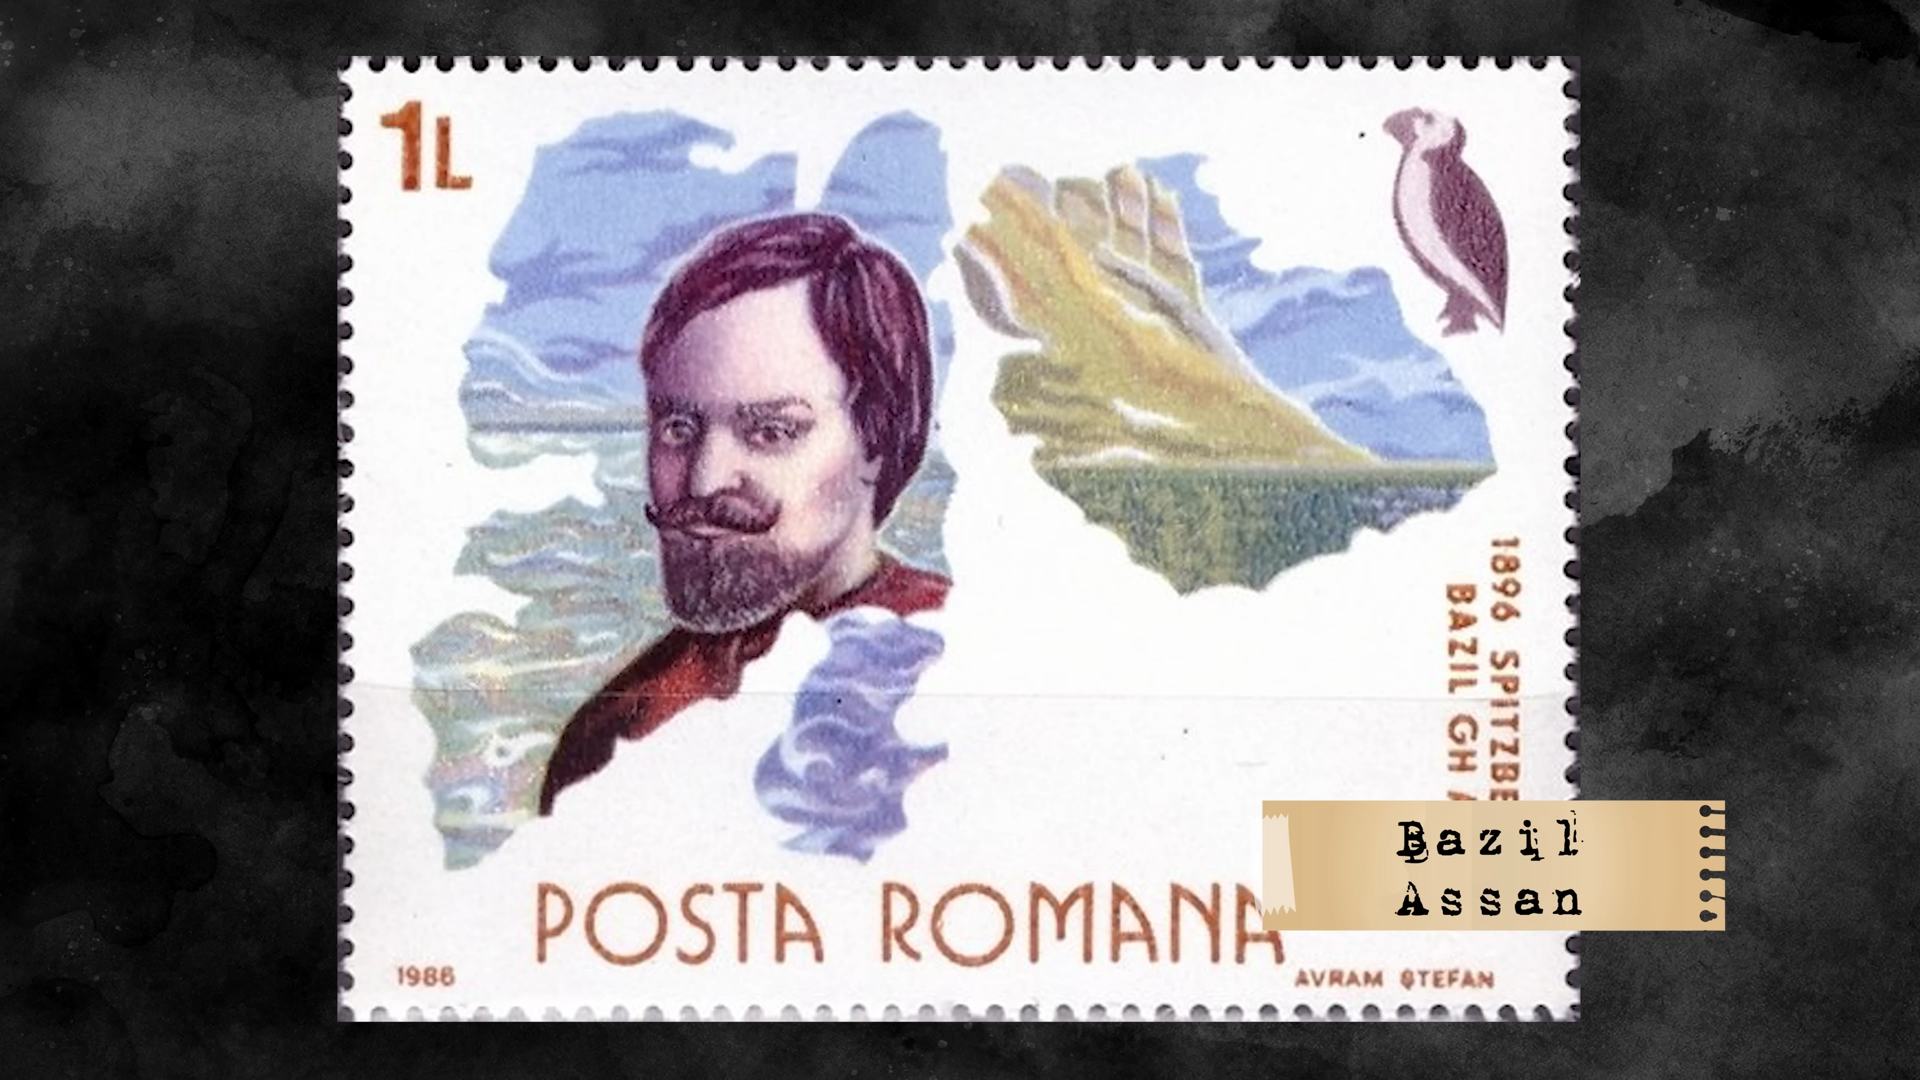 1L
1896 SPITZBE
BAZIL GH A
Bazil
Assan
POSTA ROMANA
1986
AVRAM ŞTEFAN